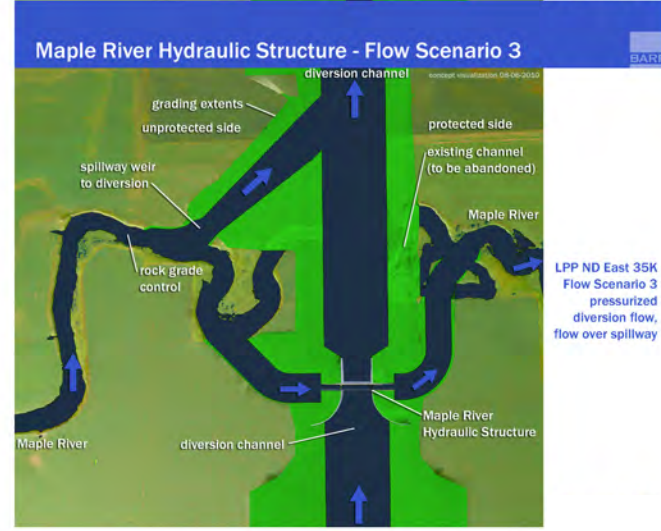 Maple River Hydraulic Structure - Flow Scenario 3
BARR
diversion channel
concept visualization 08-06-2010
grading extents
unprotected side
protected side
spillway weir
to diversion
existing channel
(to be abandoned)
Maple River
rock grade
control
LPP ND East 35K
Flow Scenario 3
pressurized
diversion flow,
flow over spillway
Maple River
Hydraulic Structure
Maple River
diversion channel